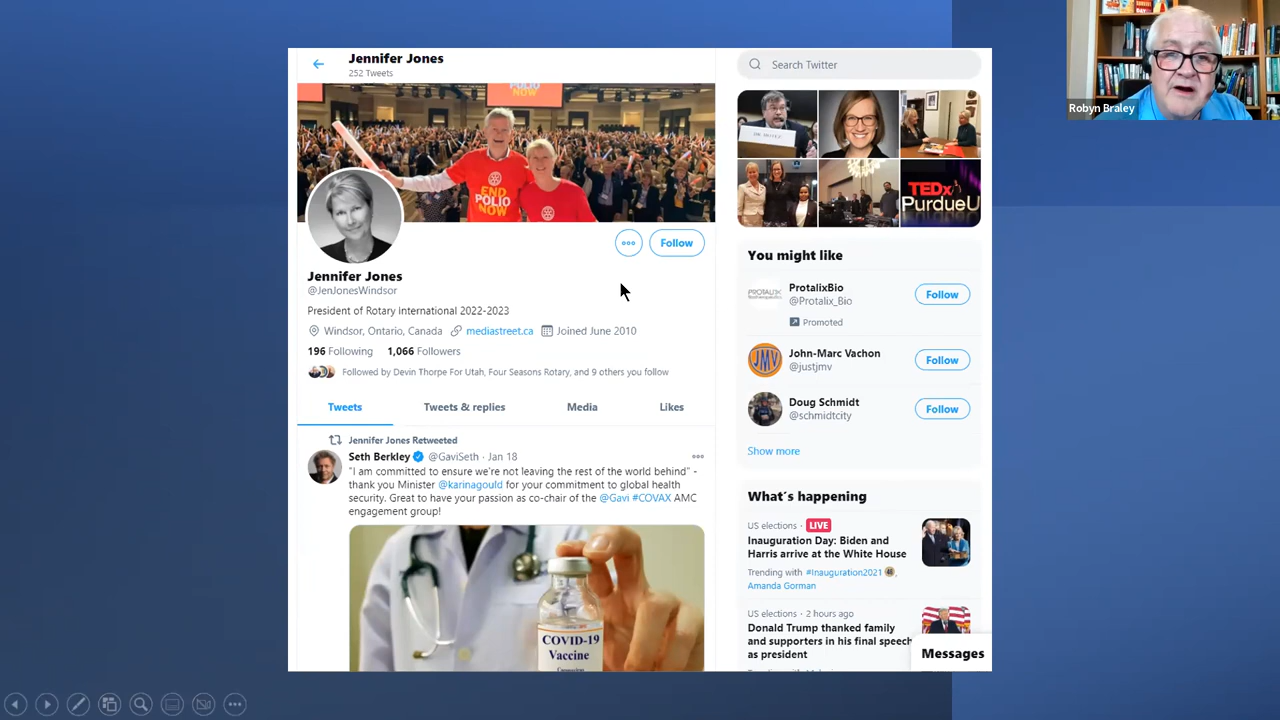 Jennifer Jones
252 Tweets
POLIO
NOW
END
POLIO
NOW
Jennifer Jones
@JenJonesWindsor
Follow
President of Rotary International 2022-2023
Windsor, Ontario, Canada mediastreet.ca Joined June 2010
196 Following 1,066 Followers
Followed by Devin Thorpe For Utah, Four Seasons Rotary, and 9 others you follow
Tweets Tweets & replies Media Likes
Jennifer Jones Retweeted
Seth Berkley @GaviSeth · Jan 18
"I am committed to ensure we're not leaving the rest of the world behind" -
thank you Minister @karinagould for your commitment to global health
security. Great to have your passion as co-chair of the @Gavi #COVAX AMC
engagement group!
COVID-19
Vaccine
Search Twitter
TEDx
PurdueU
You might like
PROTALIX
ProtalixBio
@Protalix_Bio
Follow
Promoted
JMV
John-Marc Vachon
@justjmv
Follow
Doug Schmidt
@schmidtcity
Follow
Show more
What's happening
US elections · LIVE
Inauguration Day: Biden and
Harris arrive at the White House
Trending with #Inauguration2021,
Amanda Gorman
US elections · 2 hours ago
Donald Trump thanked family
and supporters in his final speech
as president
Messages
Robyn Braley